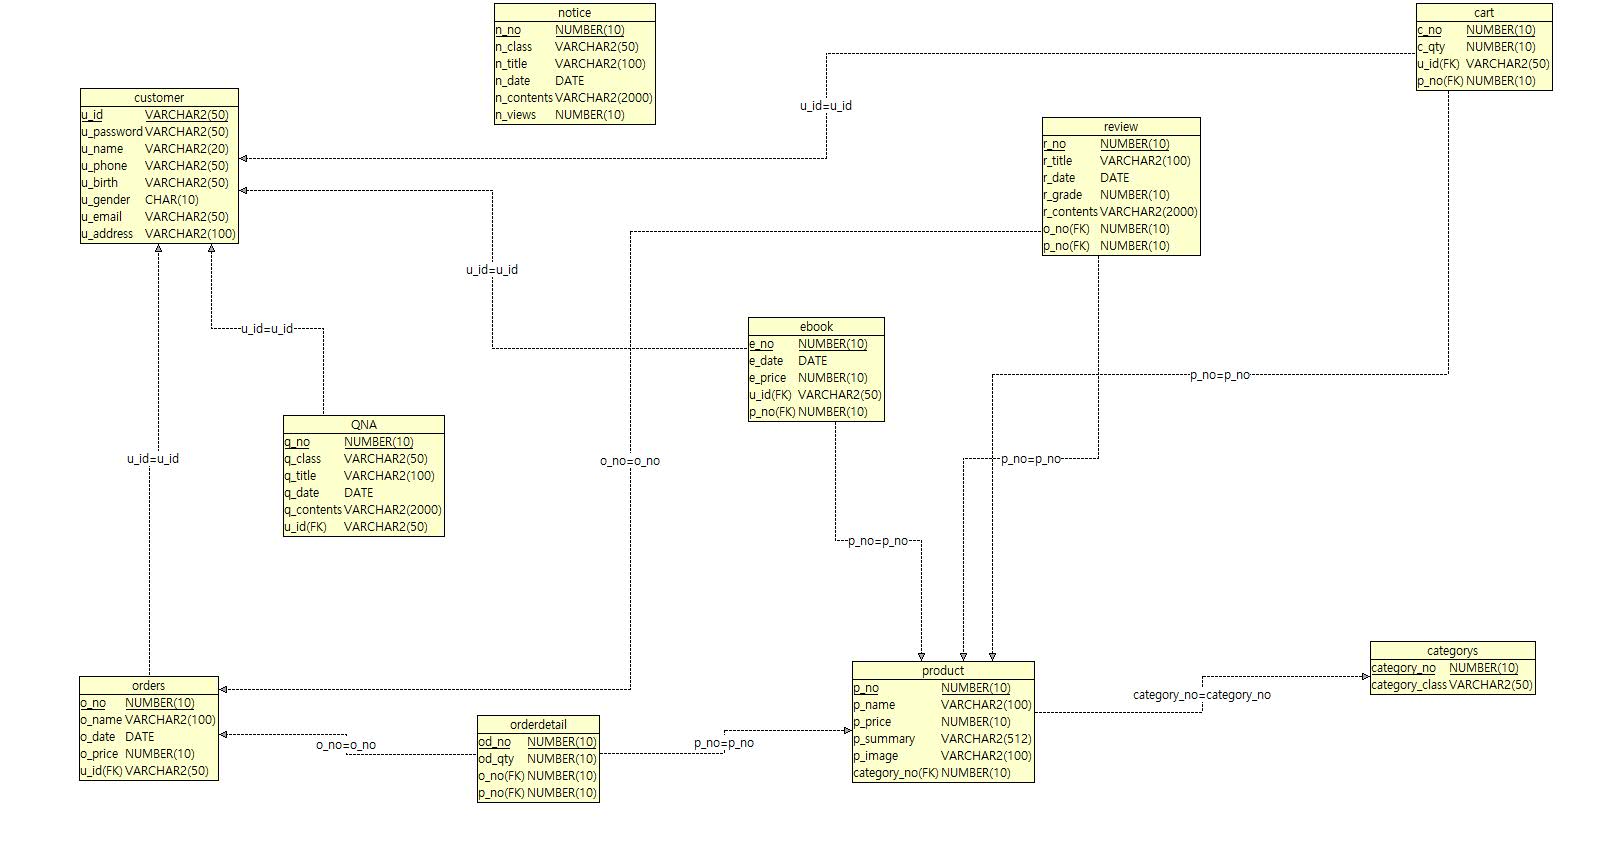 notice
n_no NUMBER(10)
n_class VARCHAR2(50)
n_title VARCHAR2(100)
n_date DATE
n_contents VARCHAR2(2000)
n_views NUMBER(10)
cart
c_no NUMBER(10)
c_qty NUMBER(10)
u_id(FK) VARCHAR2(50)
p_no(FK) NUMBER(10)
customer
u_id VARCHAR2(50)
u_password VARCHAR2(50)
u_name VARCHAR2(20)
u_phone VARCHAR2(50)
u_birth VARCHAR2(50)
u_gender CHAR(10)
u_email VARCHAR2(50)
u_address VARCHAR2(100)
u_id=u_id
review
r_no NUMBER(10)
r_title VARCHAR2(100)
r_date DATE
r_grade NUMBER(10)
r_contents VARCHAR2(2000)
o_no(FK) NUMBER(10)
p_no(FK) NUMBER(10)
u_id=u_id
u_id=u_id
ebook
e_no NUMBER(10)
e_date DATE
e_price NUMBER(10)
u_id(FK) VARCHAR2(50)
p_no(FK) NUMBER(10)
p_no=p_no
QNA
q_no NUMBER(10)
q_class VARCHAR2(50)
q_title VARCHAR2(100)
q_date DATE
q_contents VARCHAR2(2000)
u_id(FK) VARCHAR2(50)
u_id=u_id
o_no=o_no
p_no=p_no
p_no=p_no
orders
o_no NUMBER(10)
o_name VARCHAR2(100)
o_date DATE
o_price NUMBER(10)
u_id(FK) VARCHAR2(50)
o_no=o_no
orderdetail
od_no NUMBER(10)
od_qty NUMBER(10)
o_no(FK) NUMBER(10)
p_no(FK) NUMBER(10)
p_no=p_no
product
p_no NUMBER(10)
p_name VARCHAR2(100)
p_price NUMBER(10)
p_summary VARCHAR2(512)
p_image VARCHAR2(100)
category_no(FK) NUMBER(10)
category_no=category_no
categorys
category_no NUMBER(10)
category_class VARCHAR2(50)